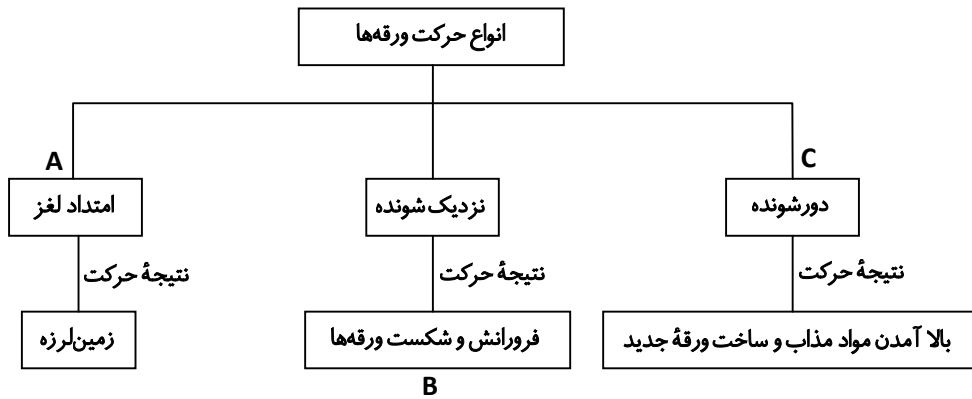 انواع حرکت ورقه‌ها
C
A
دورشونده
نزدیک شونده
امتداد لغز
نتیجهٔ حرکت
نتیجهٔ حرکت
نتیجهٔ حرکت
بالا آمدن مواد مذاب و ساخت ورقهٔ جدید
فرورانش و شکست ورقه‌ها
زمین‌لرزه
B